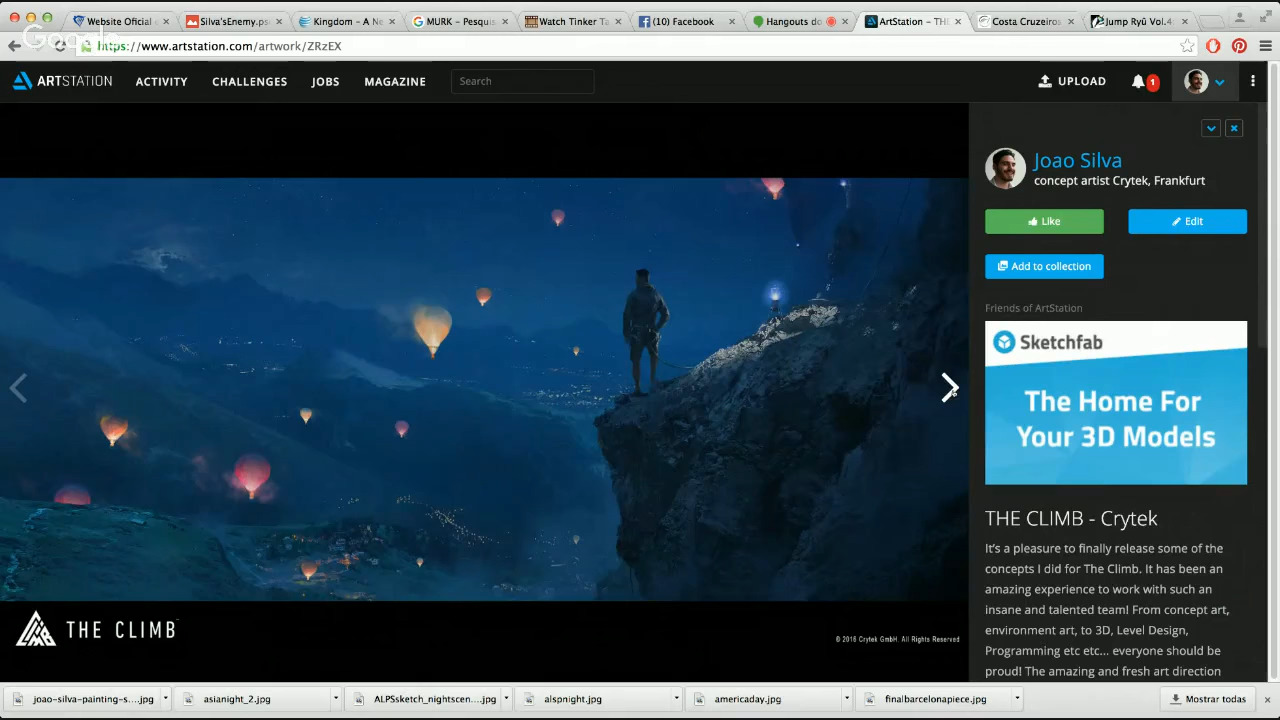 Website Oficial e
Silva'sEnemy.ps
Kingdom - A Ne
MURK - Pesquis
Watch Tinker Ta
(10) Facebook
Hangouts do
ArtStation - THE
Costa Cruzeiros
Jump Ryū Vol.4:
https://www.artstation.com/artwork/ZRzEX
ARTSTATION
ACTIVITY
CHALLENGES
JOBS
MAGAZINE
Search
UPLOAD
1
Joao Silva
concept artist Crytek, Frankfurt
Like
Edit
Add to collection
Friends of ArtStation
Sketchfab
The Home For
Your 3D Models
THE CLIMB - Crytek
It's a pleasure to finally release some of the
concepts I did for The Climb. It has been an
amazing experience to work with such an
insane and talented team! From concept art,
environment art, to 3D, Level Design,
Programming etc etc... everyone should be
proud! The amazing and fresh art direction
THE CLIMB™
© 2016 Crytek GmbH. All Rights Reserved
joao-silva-painting-s....jpg
asianight_2.jpg
ALPSsketch_nightscen....jpg
alspnight.jpg
americaday.jpg
finalbarcelonapiece.jpg
Mostrar todas